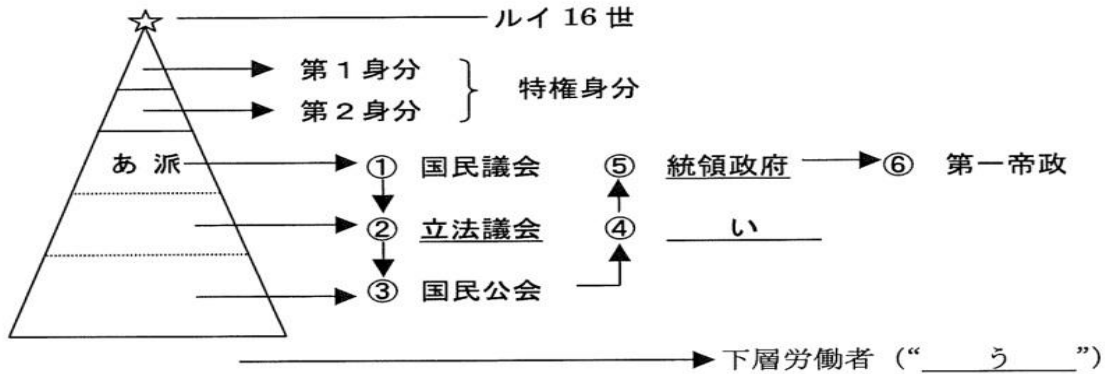 ルイ 16 世
第１身分
第２身分
特権身分
あ 派 ① 国民議会 ⑤ 統領政府 ⑥ 第一帝政
② 立法議会 ④ い
③ 国民公会
下層労働者 (“ う ”)